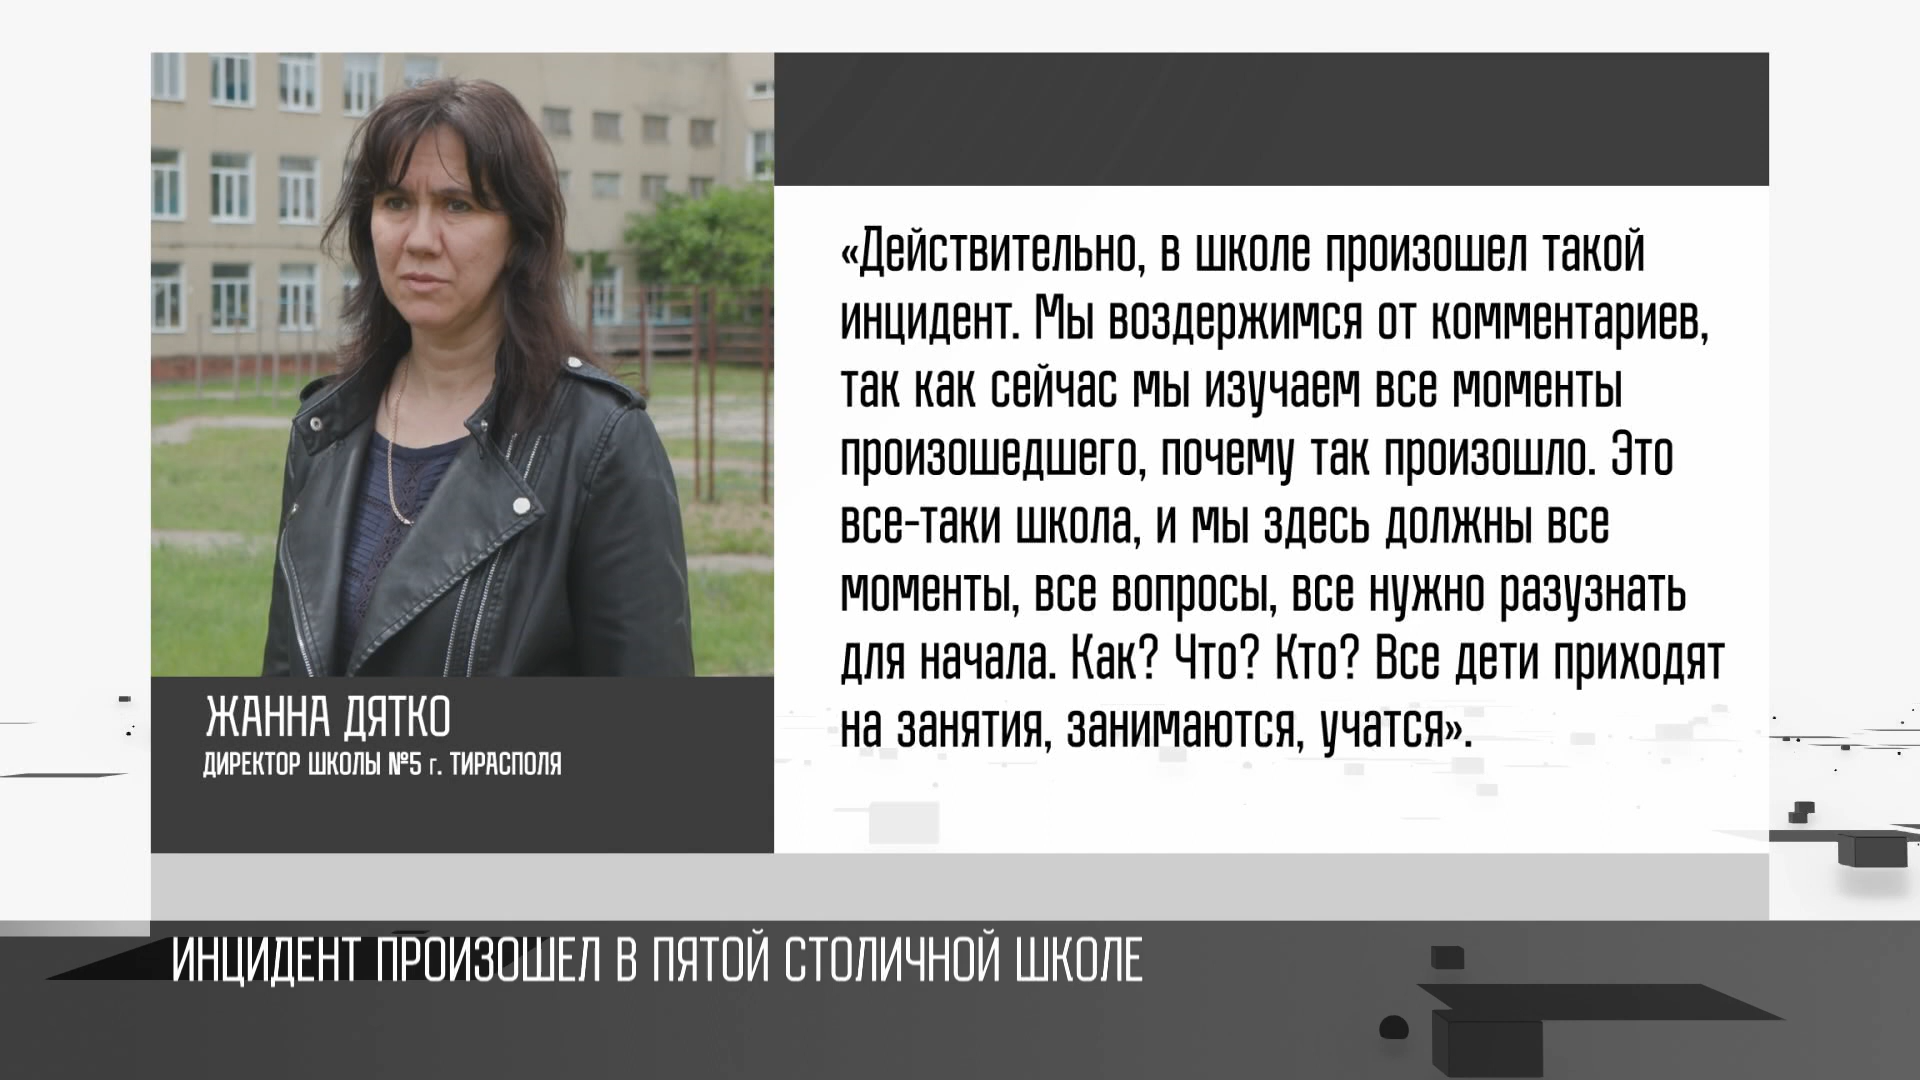 «Действительно, в школе произошел такой
инцидент. Мы воздержимся от комментариев,
так как сейчас мы изучаем все моменты
произошедшего, почему так произошло. Это
все-таки школа, и мы здесь должны все
моменты, все вопросы, все нужно разузнать
для начала. Как? Что? Кто? Все дети приходят
на занятия, занимаются, учатся».
ЖАННА ДЯТКО
ДИРЕКТОР ШКОЛЫ №5 г. ТИРАСПОЛЯ
ИНЦИДЕНТ ПРОИЗОШЕЛ В ПЯТОЙ СТОЛИЧНОЙ ШКОЛЕ